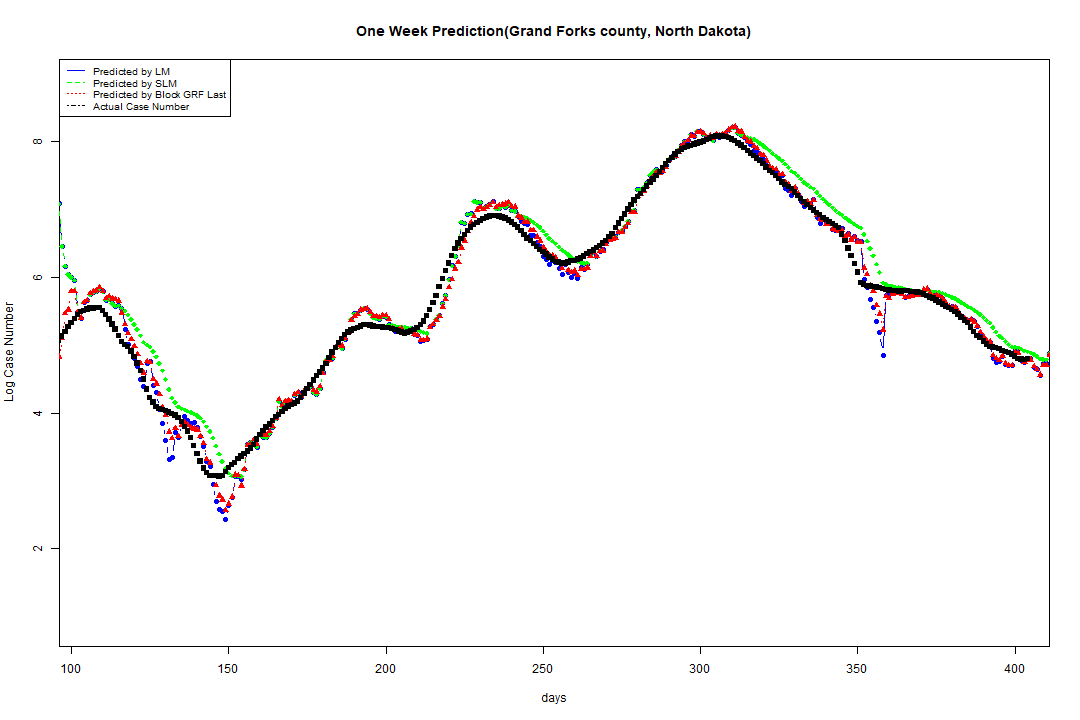 One Week Prediction(Grand Forks county, North Dakota)
Predicted by LM
Predicted by SLM
Predicted by Block GRF Last
Actual Case Number
8
6
4
2
Log Case Number
100 150 200 250 300 350 400
days